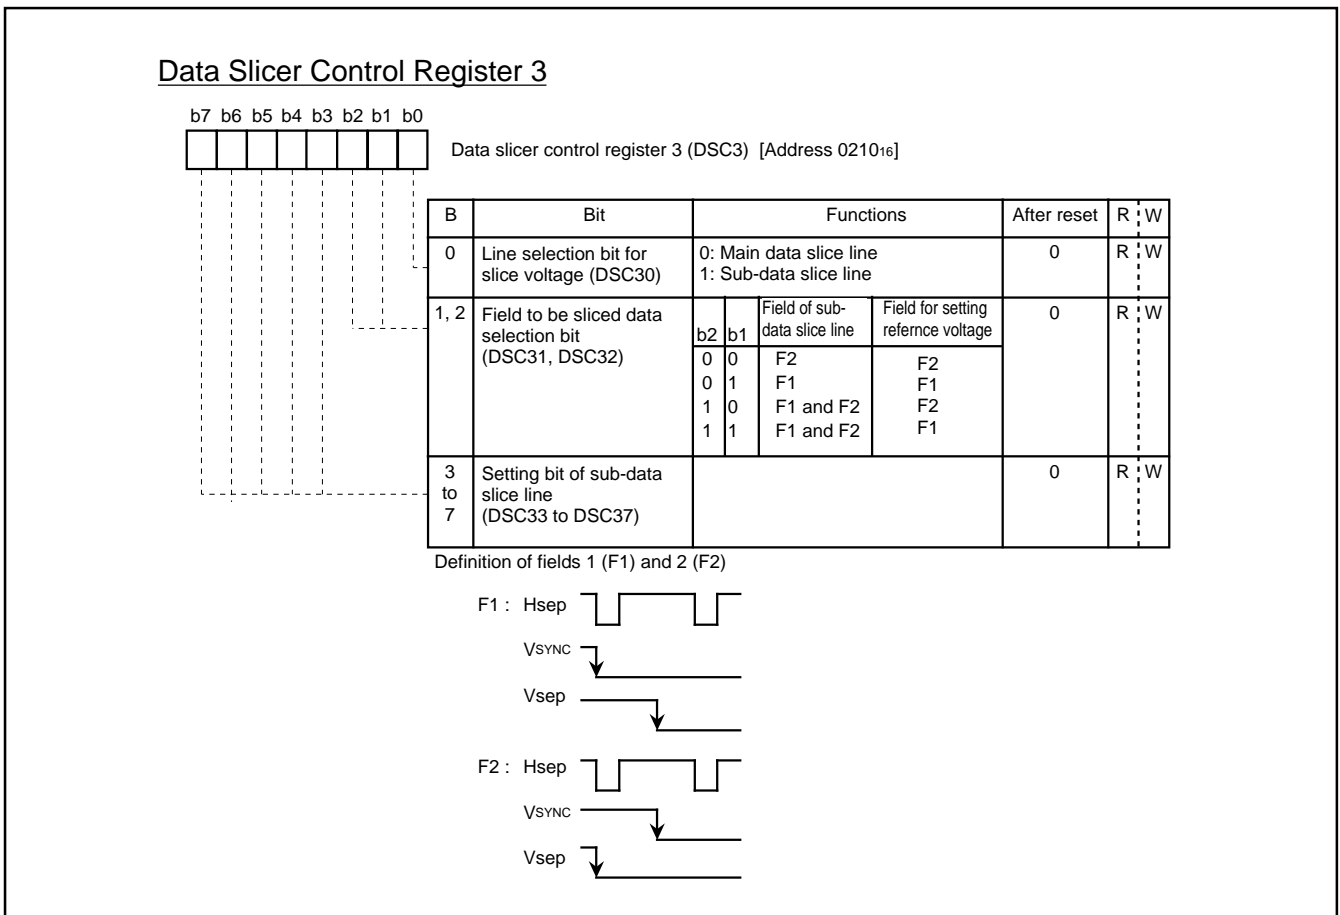 Data Slicer Control Register 3
b7 b6 b5 b4 b3 b2 b1 b0
Data slicer control register 3 (DSC3) [Address 021016]
B Bit Functions After reset R W
0 Line selection bit for slice voltage (DSC30) 0: Main data slice line 0 R W
1: Sub-data slice line
1, 2 Field to be sliced data selection bit (DSC31, DSC32) 0 R W
b2 b1 Field of sub-data slice line Field for setting refernce voltage
0 0 F2 F2
0 1 F1 F1
1 0 F1 and F2 F2
1 1 F1 and F2 F1
3 to 7 Setting bit of sub-data slice line (DSC33 to DSC37) 0 R W
Definition of fields 1 (F1) and 2 (F2)
F1 : Hsep
VSYNC
Vsep
F2 : Hsep
VSYNC
Vsep